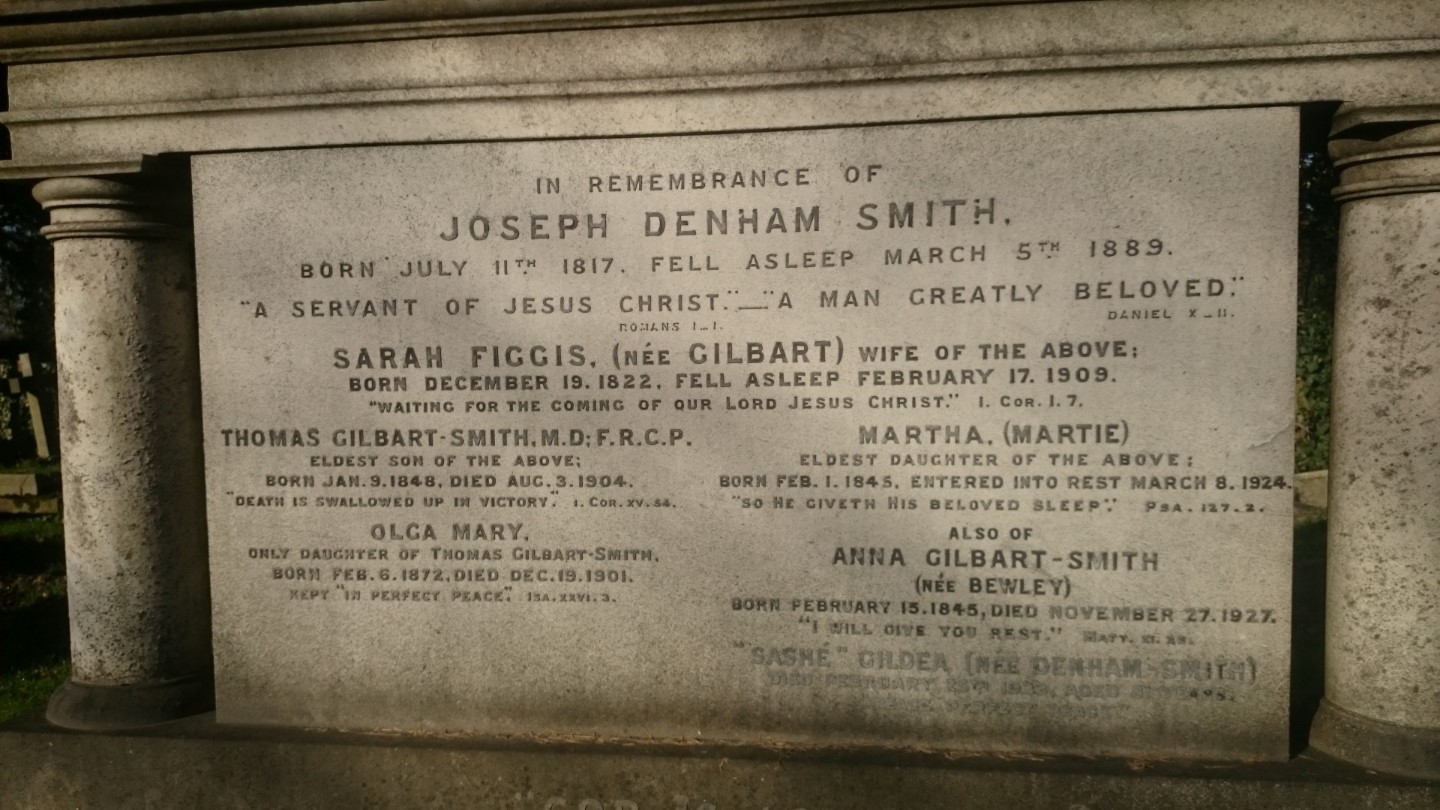 IN REMEMBRANCE OF
JOSEPH DENHAM SMITH.
BORN JULY 11TH 1817. FELL ASLEEP MARCH 5TH 1889.
"A SERVANT OF JESUS CHRIST."—"A MAN GREATLY BELOVED."
ROMANS I–I. DANIEL X–II.
SARAH FIGGIS, (NÉE GILBART) WIFE OF THE ABOVE;
BORN DECEMBER 19. 1822. FELL ASLEEP FEBRUARY 17. 1909.
"WAITING FOR THE COMING OF OUR LORD JESUS CHRIST." I. COR. I. 7.
THOMAS GILBART-SMITH, M.D; F.R.C.P.
ELDEST SON OF THE ABOVE;
BORN JAN. 9. 1848, DIED AUG. 3. 1904.
"DEATH IS SWALLOWED UP IN VICTORY." I. COR. XV. 54.
OLGA MARY.
ONLY DAUGHTER OF THOMAS GILBART-SMITH.
BORN FEB. 6. 1872, DIED DEC. 19. 1901.
KEPT "IN PERFECT PEACE." ISA. XXVI. 3.
MARTHA, (MARTIE)
ELDEST DAUGHTER OF THE ABOVE;
BORN FEB. 1. 1845, ENTERED INTO REST MARCH 8. 1924.
"SO HE GIVETH HIS BELOVED SLEEP". PSA. 127. 2.
ALSO OF
ANNA GILBART-SMITH
(NÉE BEWLEY)
BORN FEBRUARY 15. 1845, DIED NOVEMBER 27. 1927.
"I WILL GIVE YOU REST." MATT. XI. 28.
"SASHE" GILDEA (NÉE DENHAM-SMITH)
DIED FEBRUARY AGED